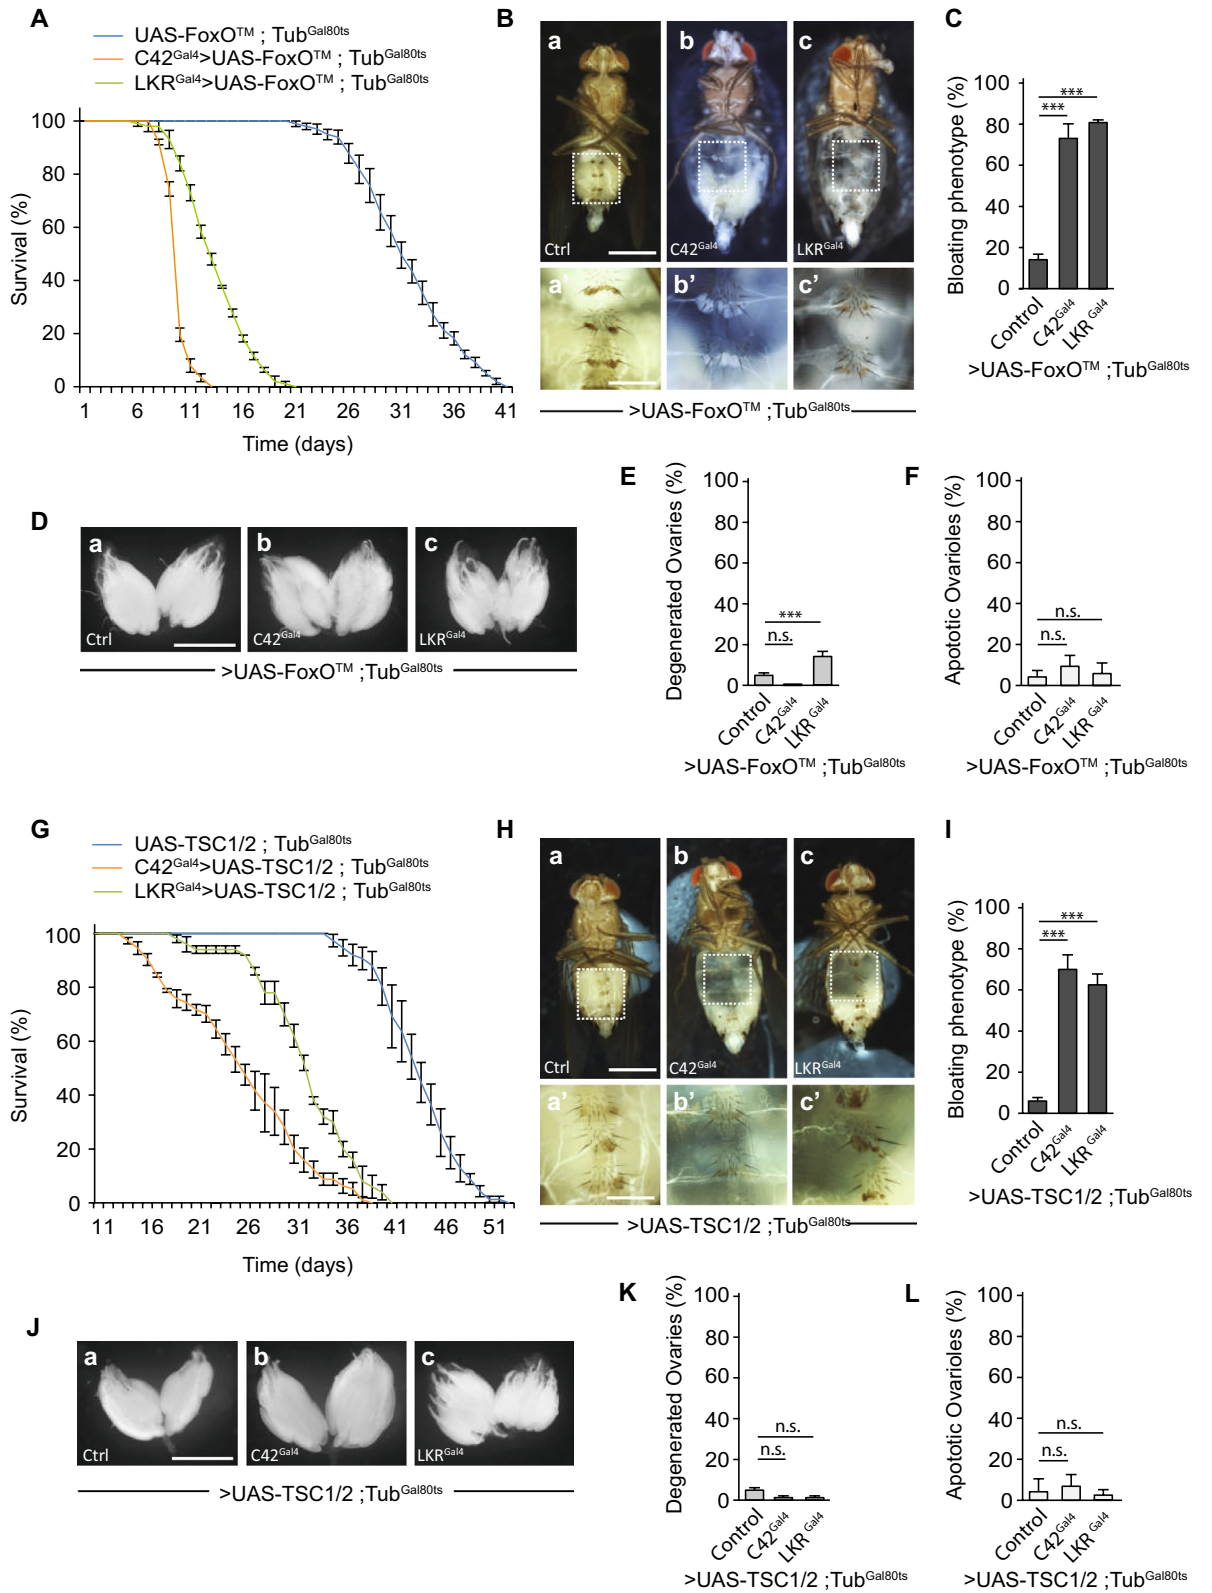 A
UAS-FoxO™ ; Tub^Gal80ts
C42^Gal4>UAS-FoxO™ ; Tub^Gal80ts
LKR^Gal4>UAS-FoxO™ ; Tub^Gal80ts
Survival (%)
100
80
60
40
20
0
1 6 11 16 21 26 31 36 41
Time (days)
B
a b c
Ctrl C42^Gal4 LKR^Gal4
a' b' c'
>UAS-FoxO™ ;Tub^Gal80ts
C
Bloating phenotype (%)
100
80
60
40
20
0
***
***
Control C42^Gal4 LKR^Gal4
>UAS-FoxO™ ;Tub^Gal80ts
D
a b c
Ctrl C42^Gal4 LKR^Gal4
>UAS-FoxO™ ;Tub^Gal80ts
E
Degenerated Ovaries (%)
100
80
60
40
20
0
***
n.s.
Control C42^Gal4 LKR^Gal4
>UAS-FoxO™ ;Tub^Gal80ts
F
Apoptotic Ovarioles (%)
100
80
60
40
20
0
n.s.
n.s.
Control C42^Gal4 LKR^Gal4
>UAS-FoxO™ ;Tub^Gal80ts
G
UAS-TSC1/2 ; Tub^Gal80ts
C42^Gal4>UAS-TSC1/2 ; Tub^Gal80ts
LKR^Gal4>UAS-TSC1/2 ; Tub^Gal80ts
Survival (%)
100
80
60
40
20
0
11 16 21 26 31 36 41 46 51
Time (days)
H
a b c
Ctrl C42^Gal4 LKR^Gal4
a' b' c'
>UAS-TSC1/2 ;Tub^Gal80ts
I
Bloating phenotype (%)
100
80
60
40
20
0
***
***
Control C42^Gal4 LKR^Gal4
>UAS-TSC1/2 ;Tub^Gal80ts
J
a b c
Ctrl C42^Gal4 LKR^Gal4
>UAS-TSC1/2 ;Tub^Gal80ts
K
Degenerated Ovaries (%)
100
80
60
40
20
0
n.s.
n.s.
Control C42^Gal4 LKR^Gal4
>UAS-TSC1/2 ;Tub^Gal80ts
L
Apoptotic Ovarioles (%)
100
80
60
40
20
0
n.s.
n.s.
Control C42^Gal4 LKR^Gal4
>UAS-TSC1/2 ;Tub^Gal80ts